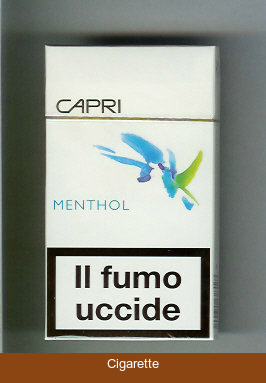 CAPRI
MENTHOL
Il fumo
uccide
Cigarette